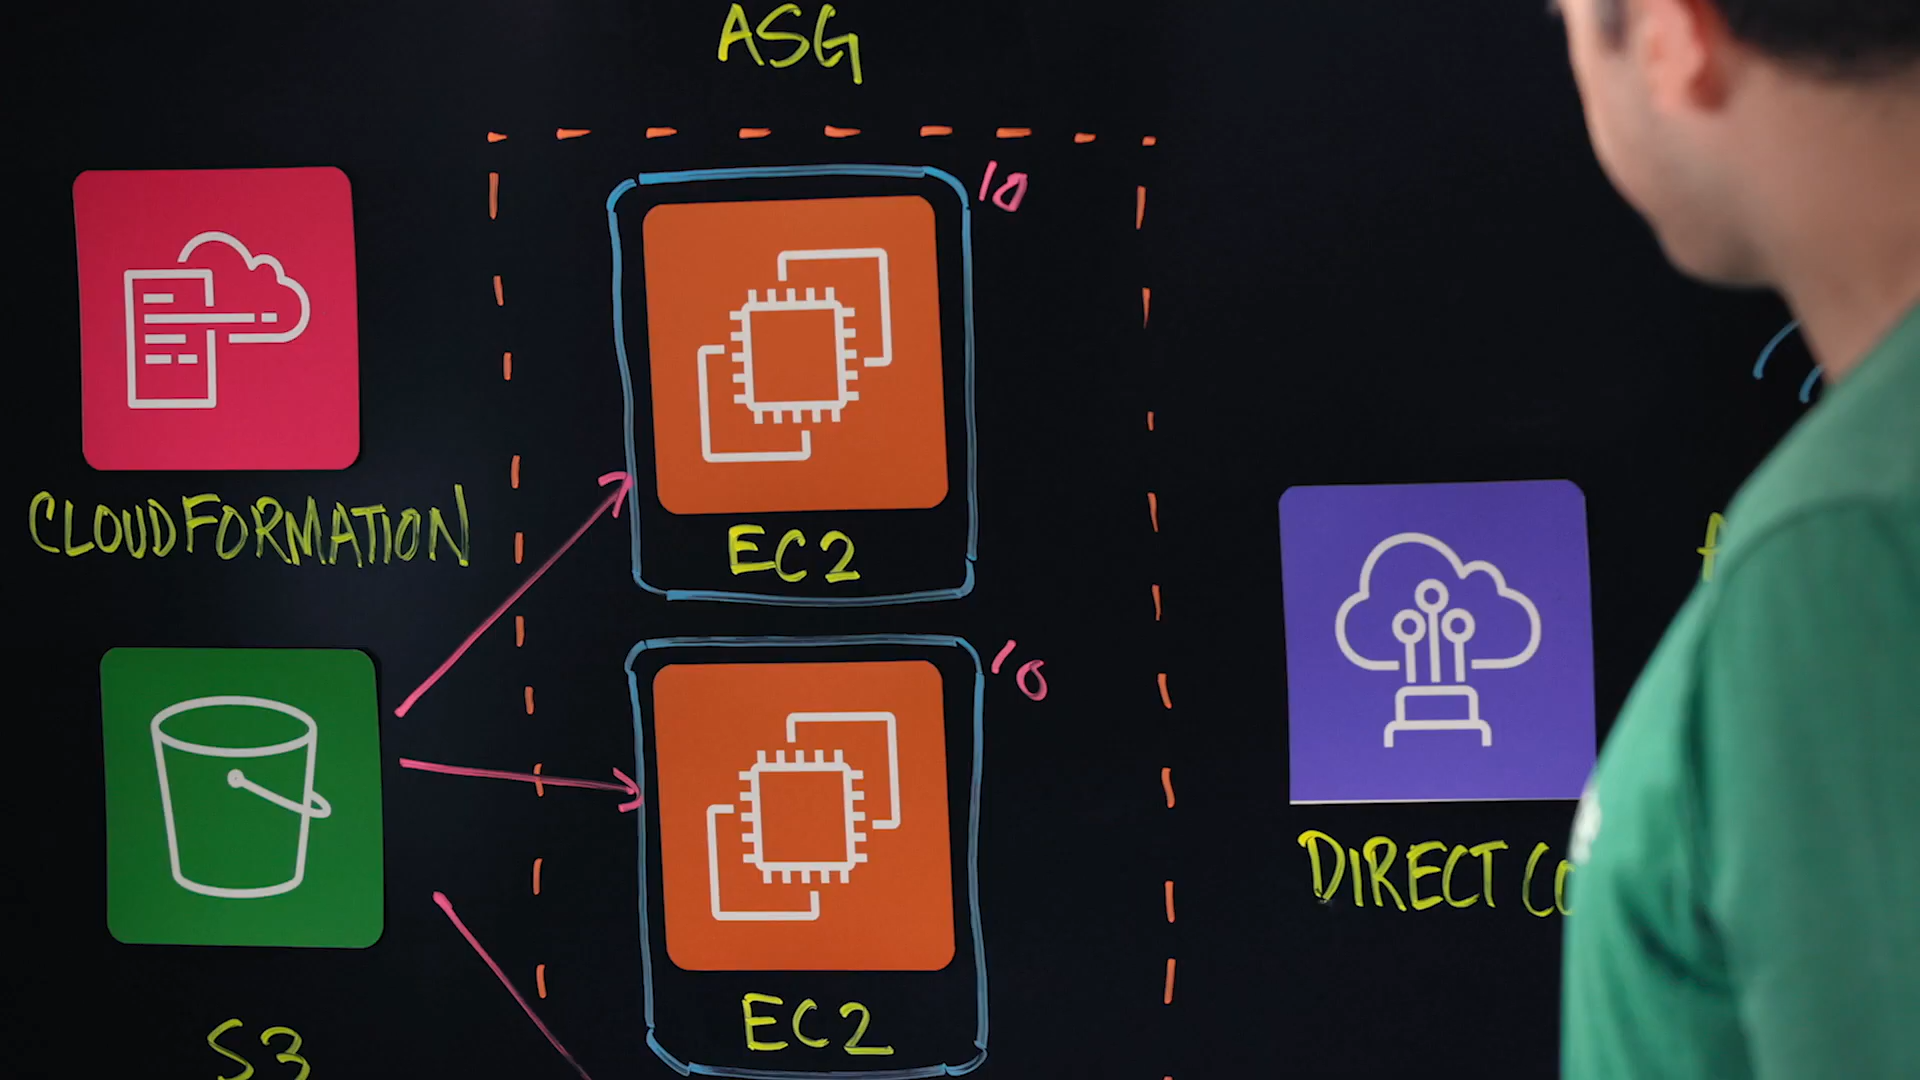 ASG
10
CLOUDFORMATION
EC2
10
DIRECT
EC2
S3